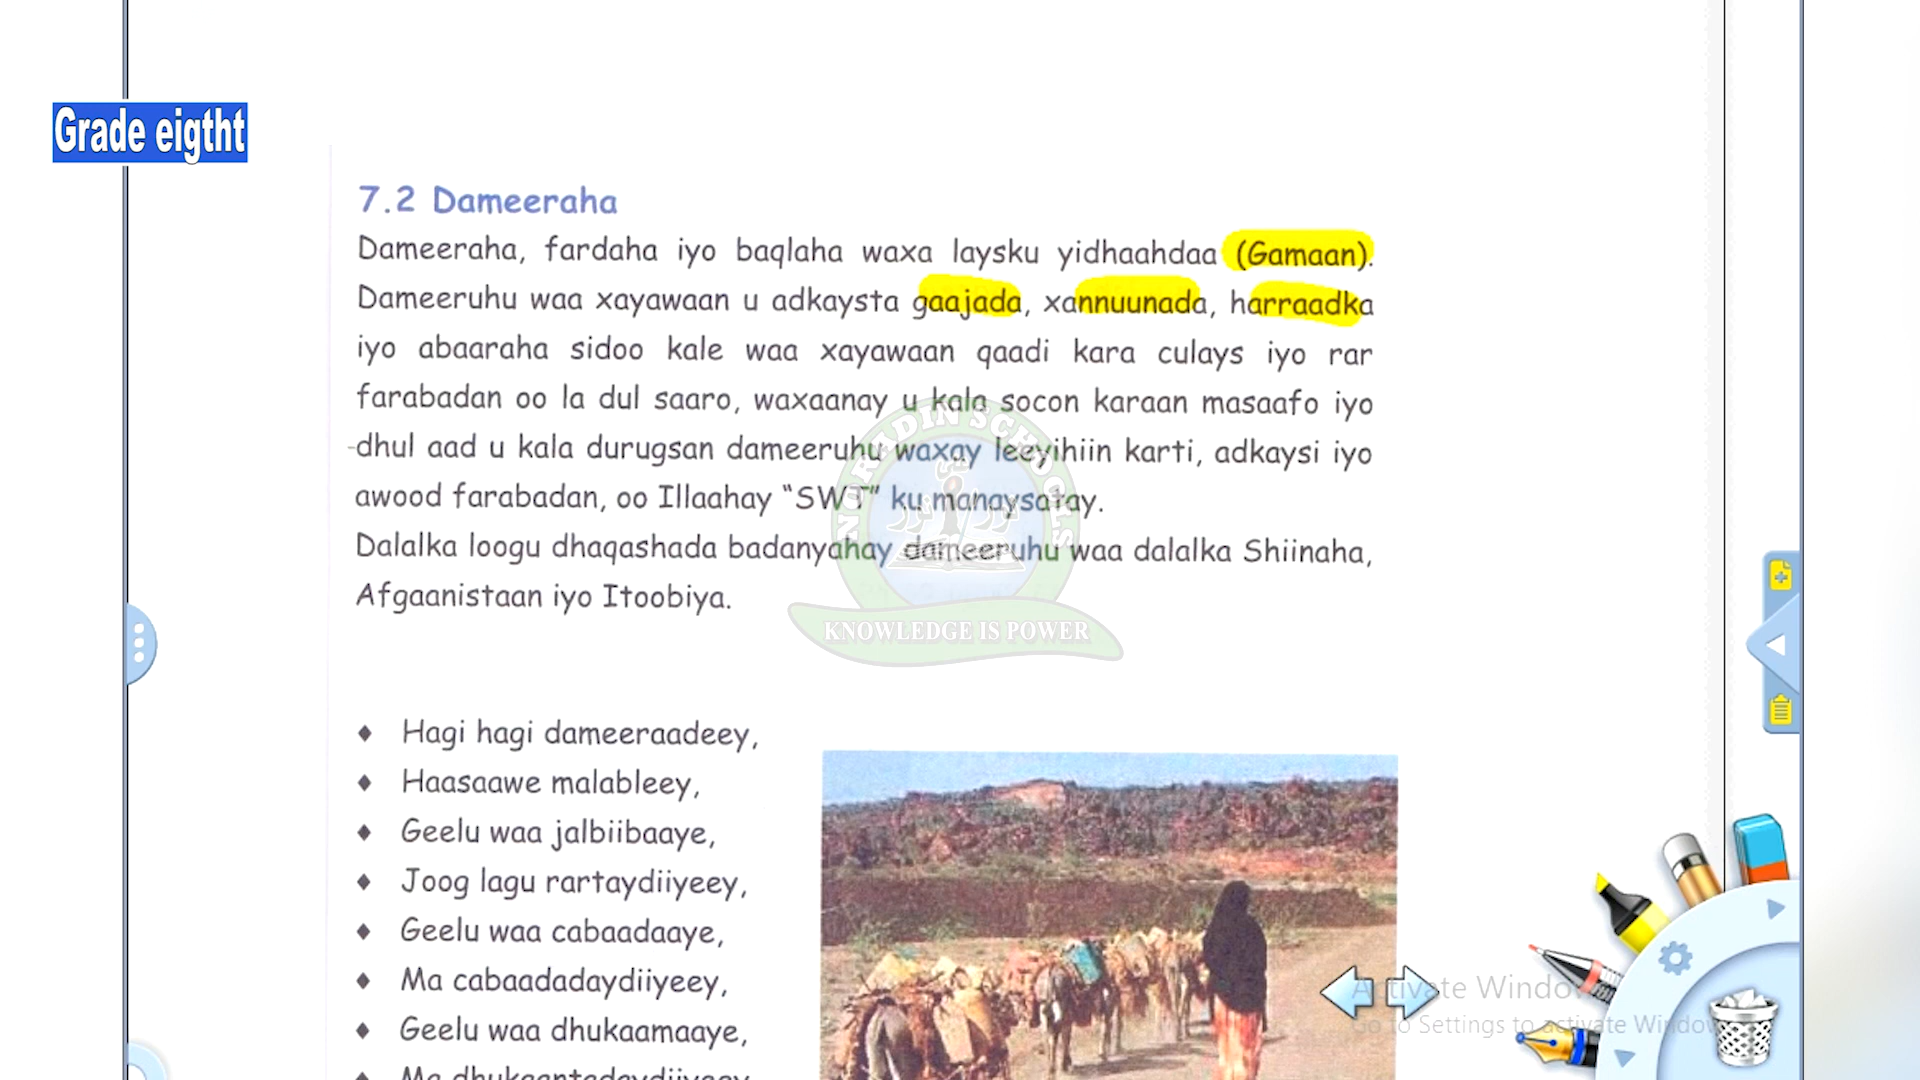 Grade eigtht
7.2 Dameeraha
Dameeraha, fardaha iyo baqlaha waxa laysku yidhaahdaa (Gamaan).
Dameeruhu waa xayawaan u adkaysta gaajada, xannuunada, harraadka
iyo abaaraha sidoo kale waa xayawaan qaadi kara culays iyo rar
farabadan oo la dul saaro, waxaanay u kala socon karaan masaafo iyo
-dhul aad u kala durugsan dameeruhu waxay leeyihiin karti, adkaysi iyo
awood farabadan, oo Illaahay “SWT” ku manaysatay.
Dalalka loogu dhaqashada badanyahay dameeruhu waa dalalka Shiinaha,
Afgaanistaan iyo Itoobiya.
NORADIN SCHOOLS
KNOWLEDGE IS POWER
♦ Hagi hagi dameeraadeey,
♦ Haasaawe malableey,
♦ Geelu waa jalbiibaaye,
♦ Joog lagu rartaydiiyeey,
♦ Geelu waa cabaadaaye,
♦ Ma cabaadadaydiiyeey,
♦ Geelu waa dhukaamaaye,
♦ Ma dhukaantadaydiiyeey
Activate Windows
Go to Settings to activate Windows